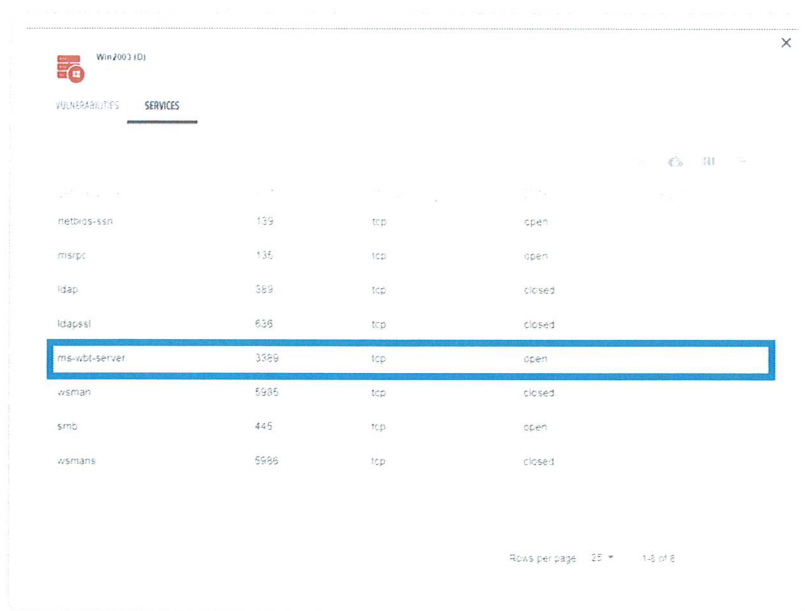 Win2003 (D)
VULNERABILITIES SERVICES
netbios-ssn 139 tcp open
msrpc 135 tcp open
ldap 389 tcp closed
ldapssl 636 tcp closed
ms-wbt-server 3389 tcp open
wsman 5985 tcp closed
smb 445 tcp open
wsmans 5986 tcp closed
Rows per page 25 1-8 of 8